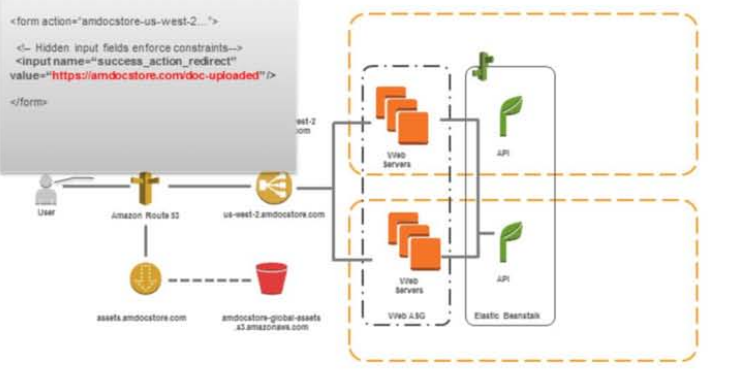 <form action="amdocstore-us-west-2...">
<!-- Hidden input fields enforce constraints-->
<input name="success_action_redirect"
value="https://amdocstore.com/doc-uploaded"/>
</form>
est-2
om
Web
Servers
API
User
Amazon Route 53
us-west-2.amdocstore.com
Web
Servers
API
assets.amdocstore.com
amdocstore-global-assets
.s3.amazonaws.com
Web ASG
Elastic Beanstalk